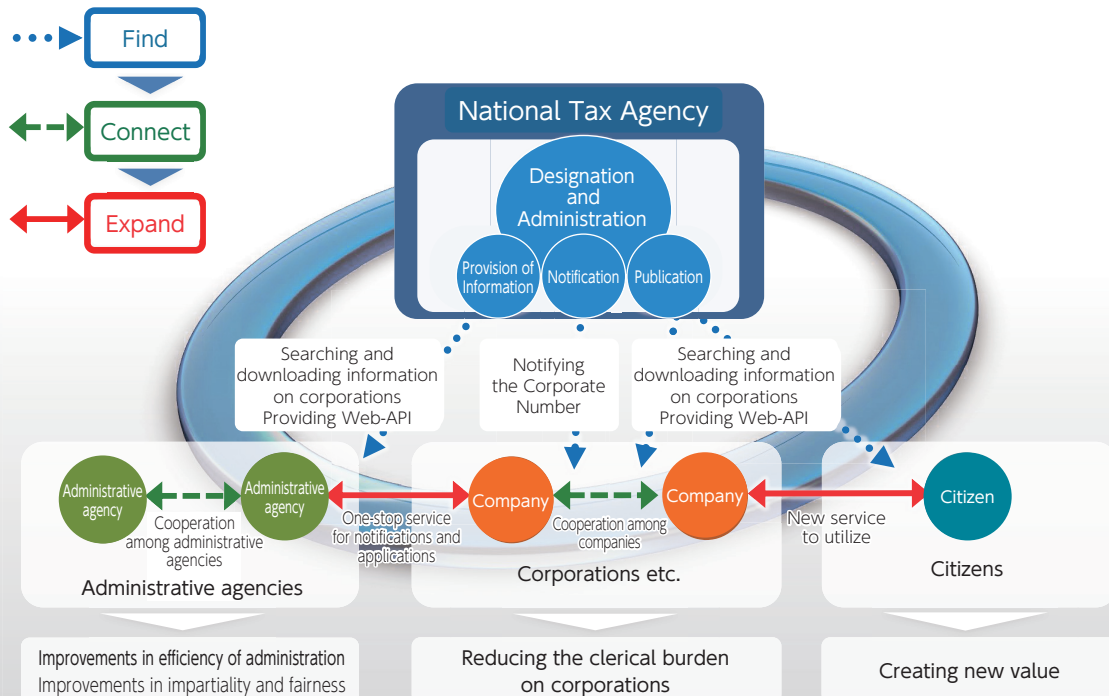 Find
Connect
Expand
National Tax Agency
Designation
and
Administration
Provision of
Information
Notification
Publication
Searching and
downloading information
on corporations
Providing Web-API
Notifying
the Corporate
Number
Searching and
downloading information
on corporations
Providing Web-API
Administrative
agency
Administrative
agency
Cooperation
among administrative
agencies
Administrative agencies
One-stop service
for notifications and
applications
Company
Company
Cooperation among
companies
Corporations etc.
New service
to utilize
Citizen
Citizens
Improvements in efficiency of administration
Improvements in impartiality and fairness
Reducing the clerical burden
on corporations
Creating new value